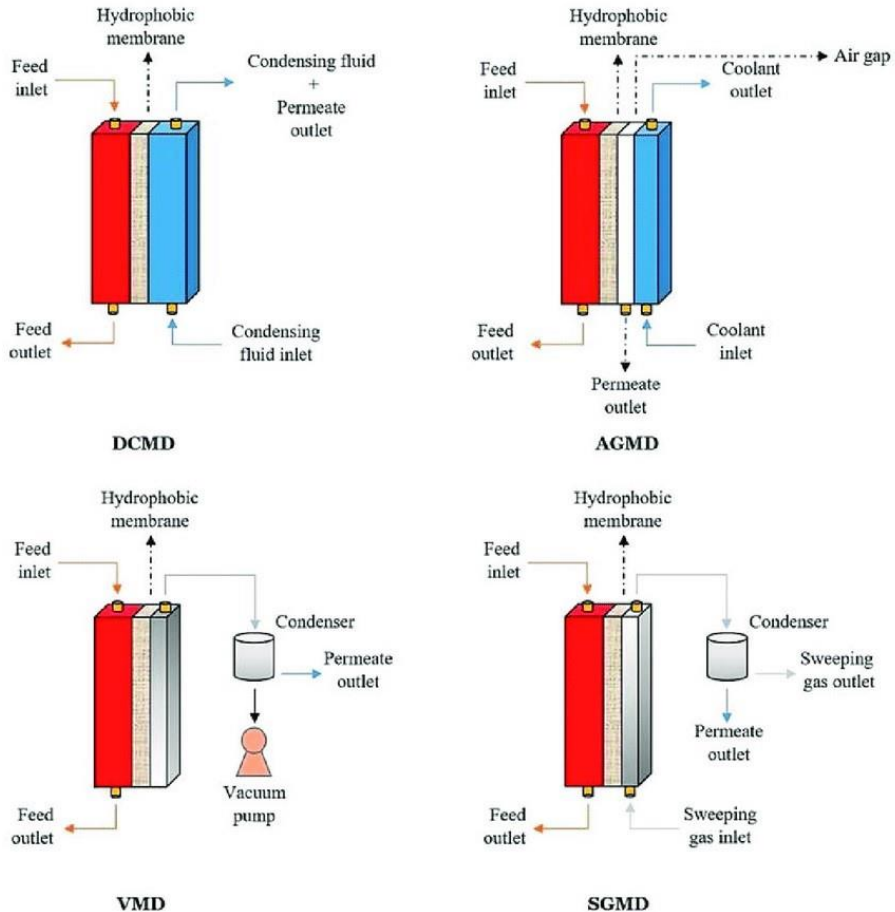 Hydrophobic
membrane
Feed
inlet
Condensing fluid
+
Permeate
outlet
Feed
outlet
Condensing
fluid inlet
DCMD
Hydrophobic
membrane
Air gap
Feed
inlet
Coolant
outlet
Feed
outlet
Coolant
inlet
Permeate
outlet
AGMD
Hydrophobic
membrane
Feed
inlet
Condenser
Permeate
outlet
Feed
outlet
Vacuum
pump
VMD
Hydrophobic
membrane
Feed
inlet
Condenser
Sweeping
gas outlet
Permeate
outlet
Feed
outlet
Sweeping
gas inlet
SGMD